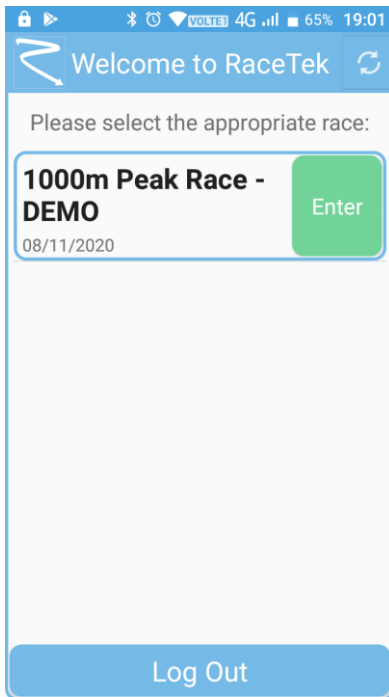 VOLTED 4G 65% 19:01
Welcome to RaceTek
Please select the appropriate race:
1000m Peak Race -
DEMO
Enter
08/11/2020
Log Out